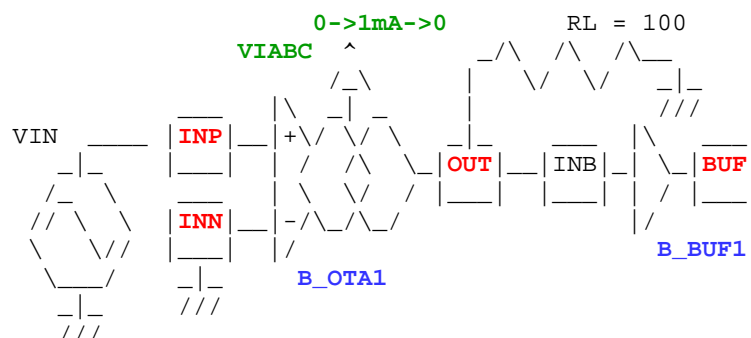 0->1mA->0 RL = 100
VIABC
VIN INP +
OUT INB BUF
INN -
B_BUF1
B_OTA1